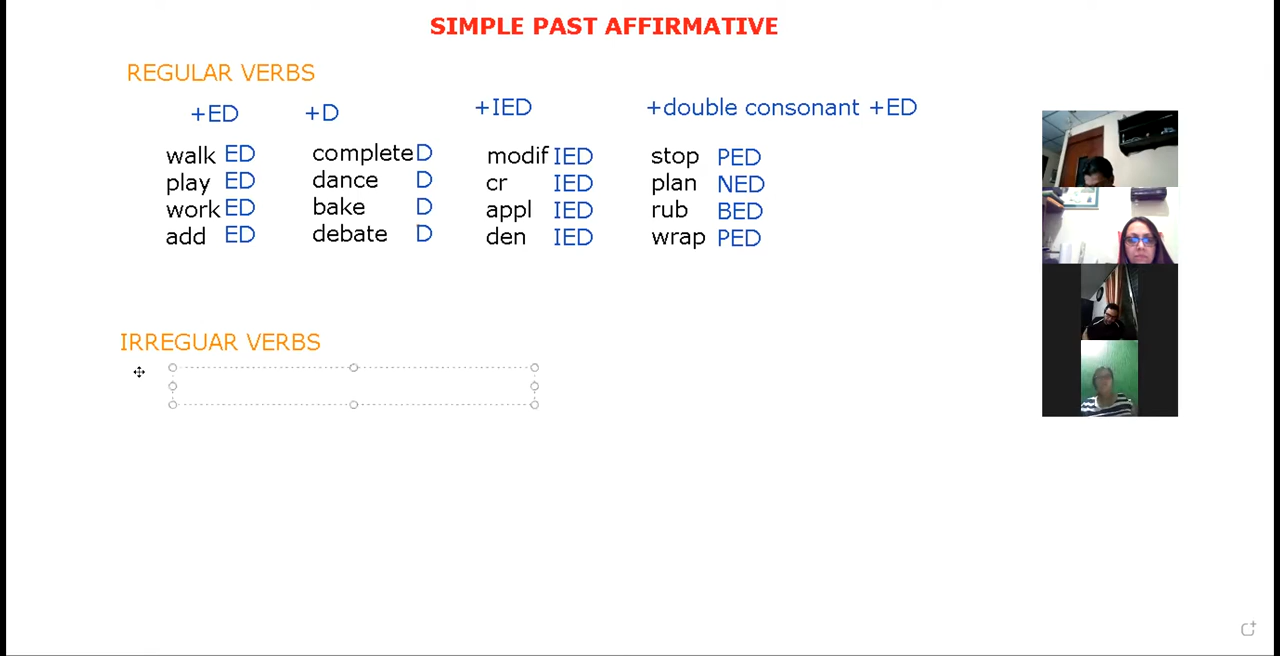 SIMPLE PAST AFFIRMATIVE
REGULAR VERBS
+ED +D +IED +double consonant +ED
walk ED complete D modif IED stop PED
play ED dance D cr IED plan NED
work ED bake D appl IED rub BED
add ED debate D den IED wrap PED
IRREGUAR VERBS